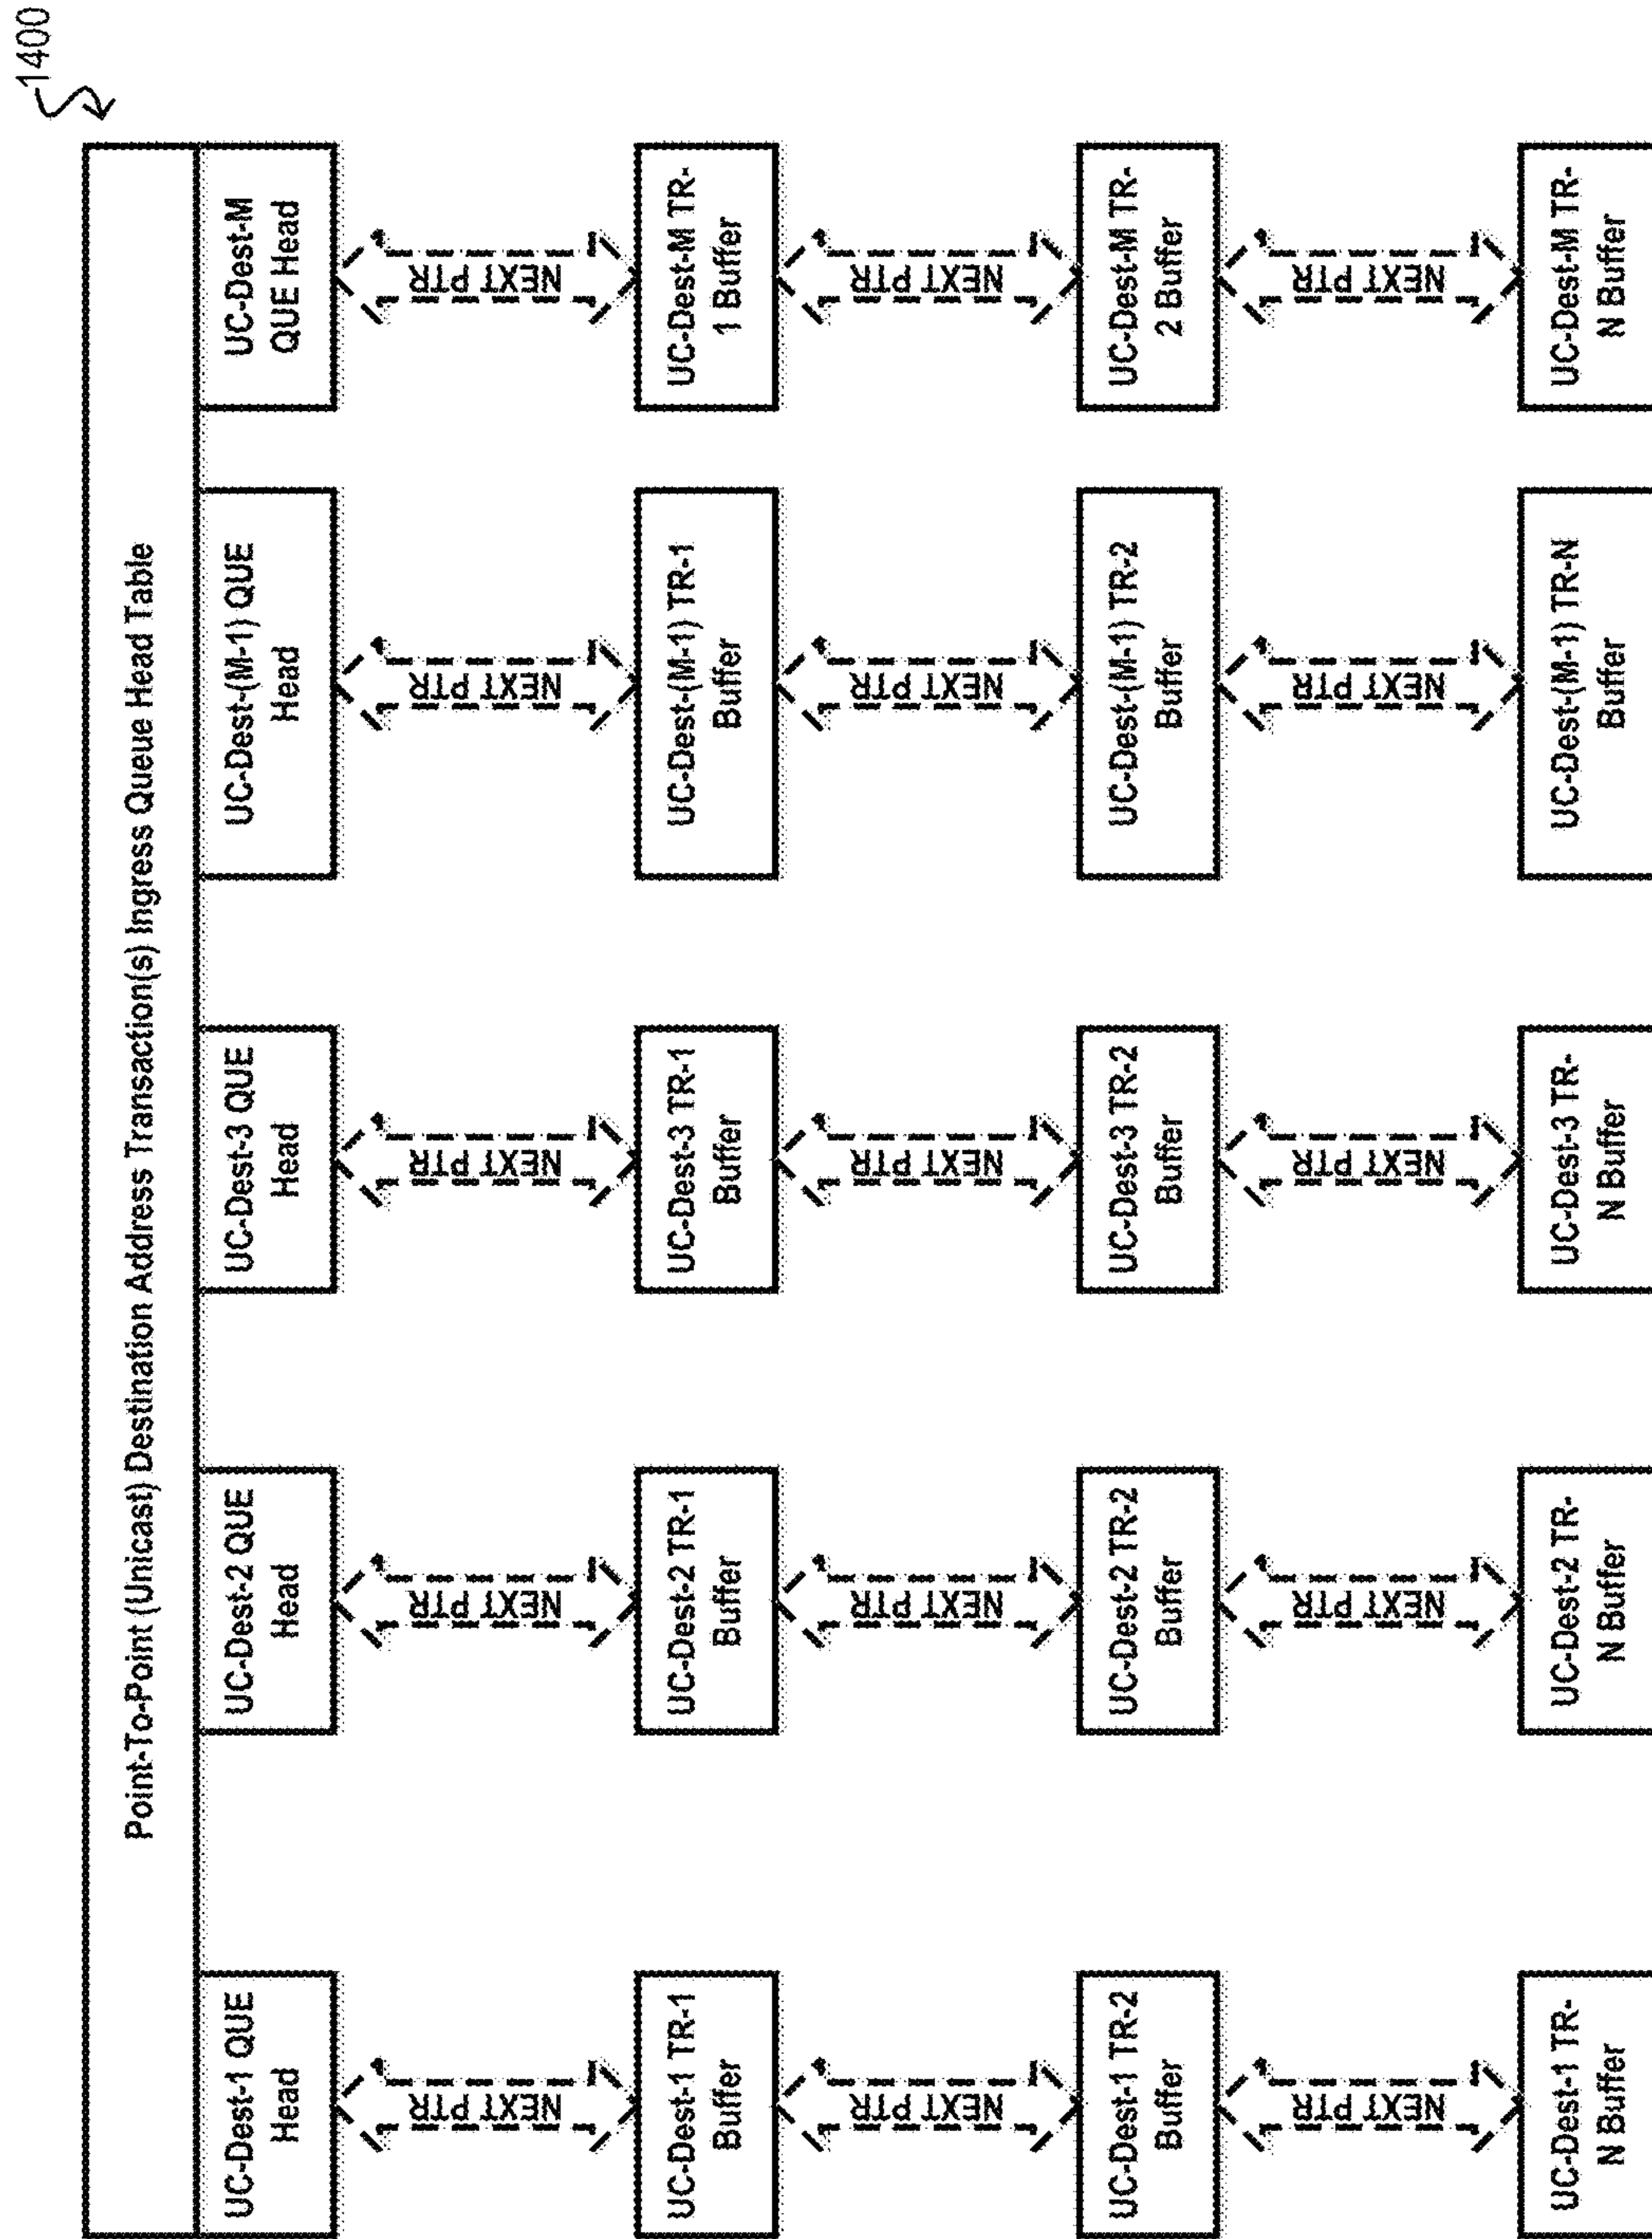 1400
Point-To-Point (Unicast) Destination Address Transaction(s) Ingress Queue Head Table
UC-Dest-1 QUE
Head
UC-Dest-2 QUE
Head
UC-Dest-3 QUE
Head
UC-Dest-(M-1) QUE
Head
UC-Dest-M
QUE Head
NEXT PTR
NEXT PTR
NEXT PTR
NEXT PTR
NEXT PTR
UC-Dest-1 TR-1
Buffer
UC-Dest-2 TR-1
Buffer
UC-Dest-3 TR-1
Buffer
UC-Dest-(M-1) TR-1
Buffer
UC-Dest-M TR-
1 Buffer
NEXT PTR
NEXT PTR
NEXT PTR
NEXT PTR
NEXT PTR
UC-Dest-1 TR-2
Buffer
UC-Dest-2 TR-2
Buffer
UC-Dest-3 TR-2
Buffer
UC-Dest-(M-1) TR-2
Buffer
UC-Dest-M TR-
2 Buffer
NEXT PTR
NEXT PTR
NEXT PTR
NEXT PTR
NEXT PTR
UC-Dest-1 TR-
N Buffer
UC-Dest-2 TR-
N Buffer
UC-Dest-3 TR-
N Buffer
UC-Dest-(M-1) TR-N
Buffer
UC-Dest-M TR-
N Buffer